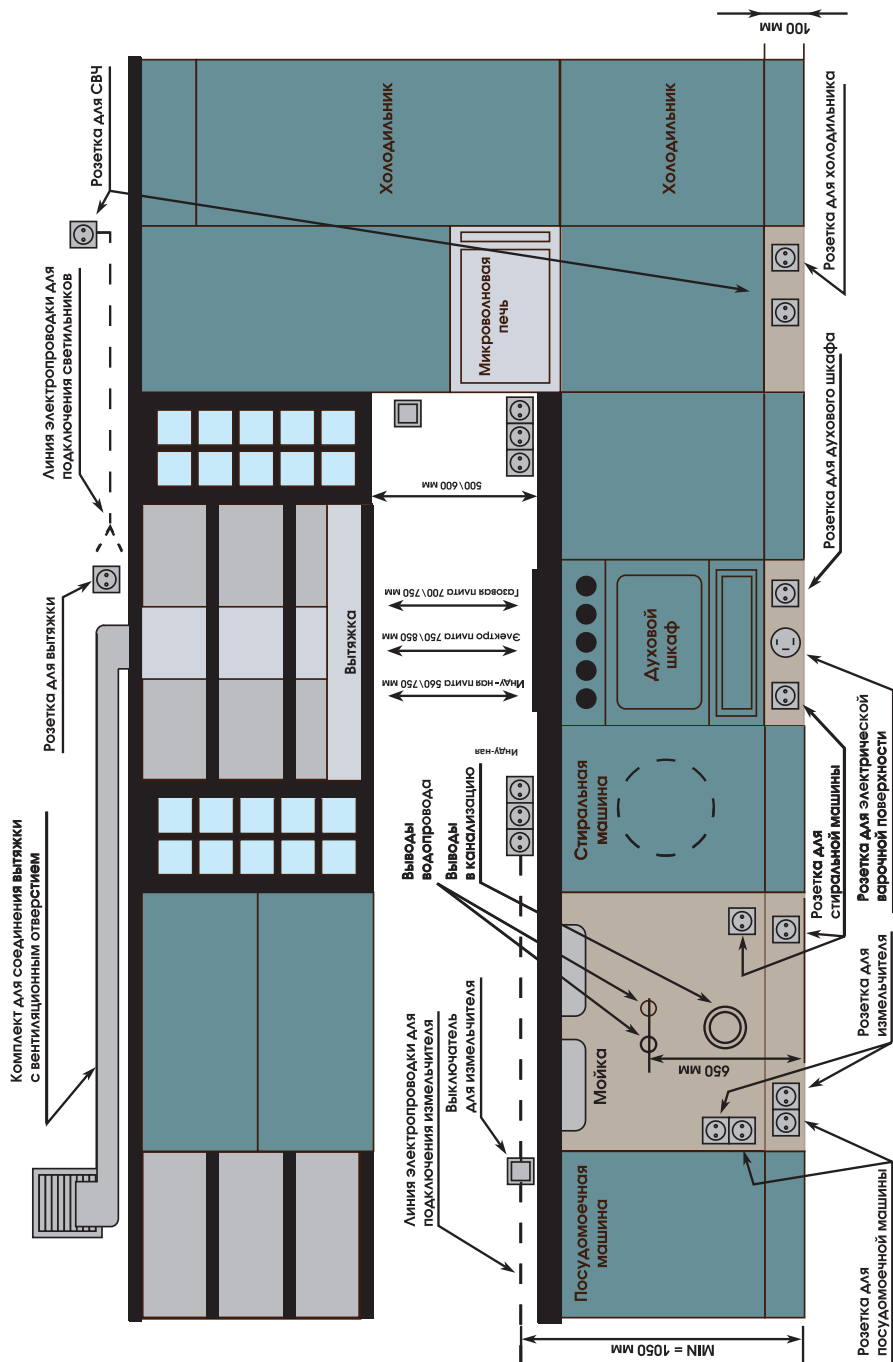 Комплект для соединения вытяжки
с вентиляционным отверстием
Розетка для вытяжки
Линия электропроводки для
подключения светильников
Розетка для СВЧ
Вытяжка
Микроволновая
печь
Холодильник
Холодильник
100 мм
500\600 мм
Инду-ная плита 560\750 мм
Электро плита 750\850 мм
Газовая плита 700\750 мм
Инду-ная
Линия электропроводки для
подключения измельчителя
Выключатель
для измельчителя
Выводы
водопровода
Выводы
в канализацию
Посудомоечная
машина
Мойка
Стиральная
машина
Духовой
шкаф
650 мм
MIN = 1050 мм
Розетка для
посудомоечной машины
Розетка для
измельчителя
Розетка для
стиральной машины
Розетка для электрической
варочной поверхности
Розетка для духового шкафа
Розетка для холодильника